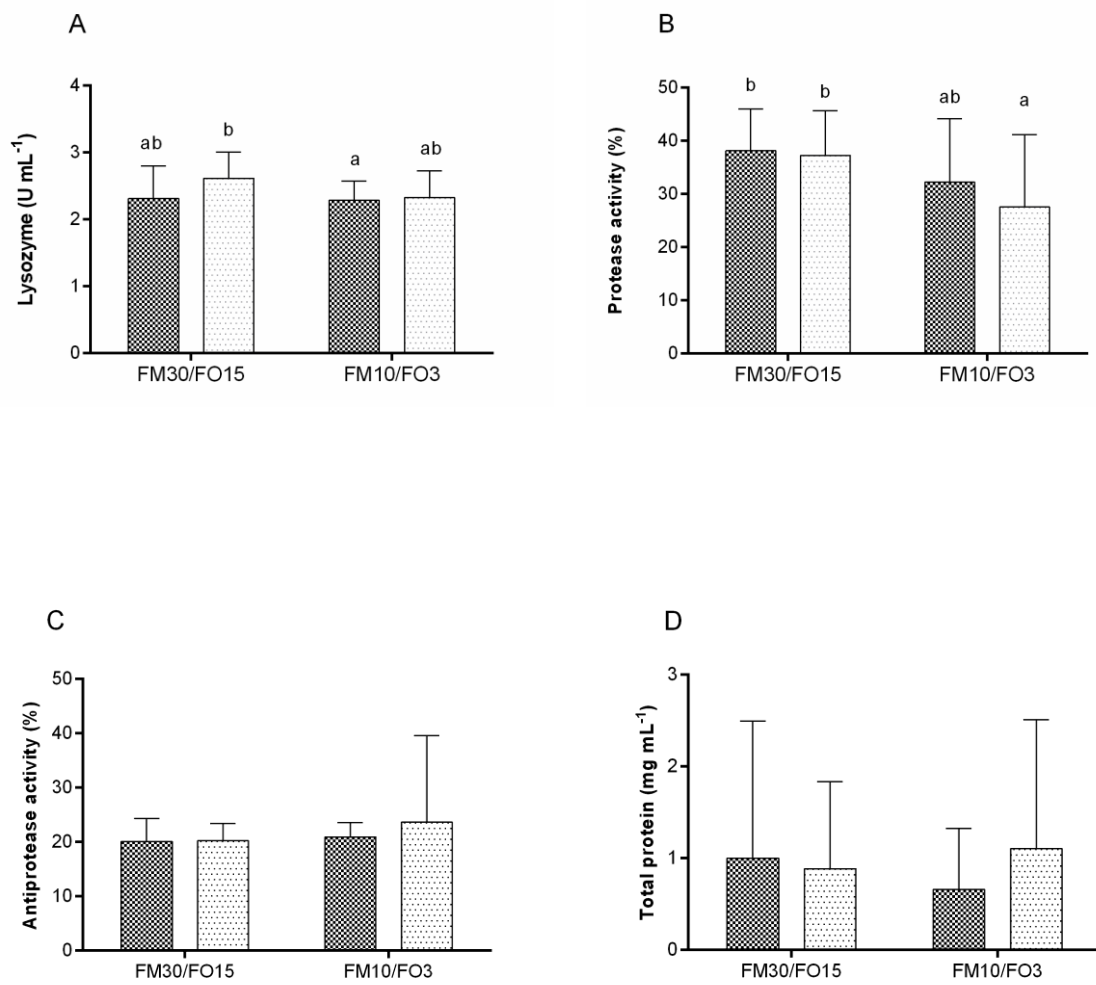 A
Lysozyme (U mL⁻¹)
4
3
2
1
0
ab
b
a
ab
FM30/FO15
FM10/FO3
B
Protease activity (%)
50
40
30
20
10
0
b
b
ab
a
FM30/FO15
FM10/FO3
C
Antiprotease activity (%)
50
40
30
20
10
0
FM30/FO15
FM10/FO3
D
Total protein (mg mL⁻¹)
3
2
1
0
FM30/FO15
FM10/FO3